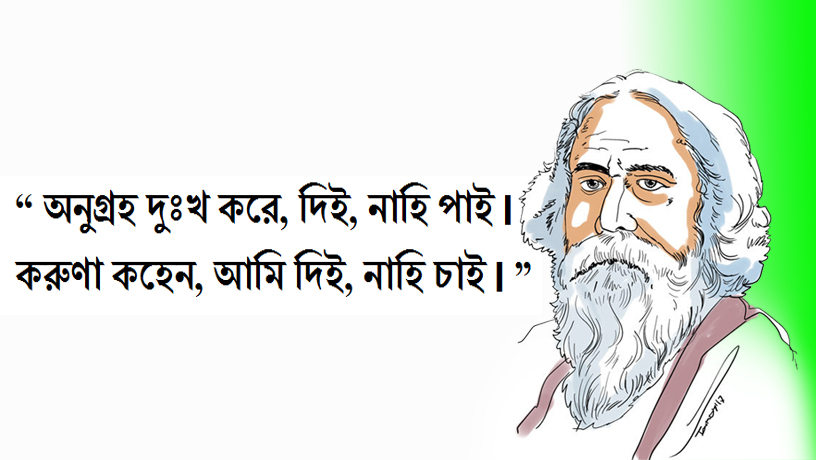 “ অনুগ্রহ দুঃখ করে, দিই, নাহি পাই।
করুণা কহেন, আমি দিই, নাহি চাই। ”